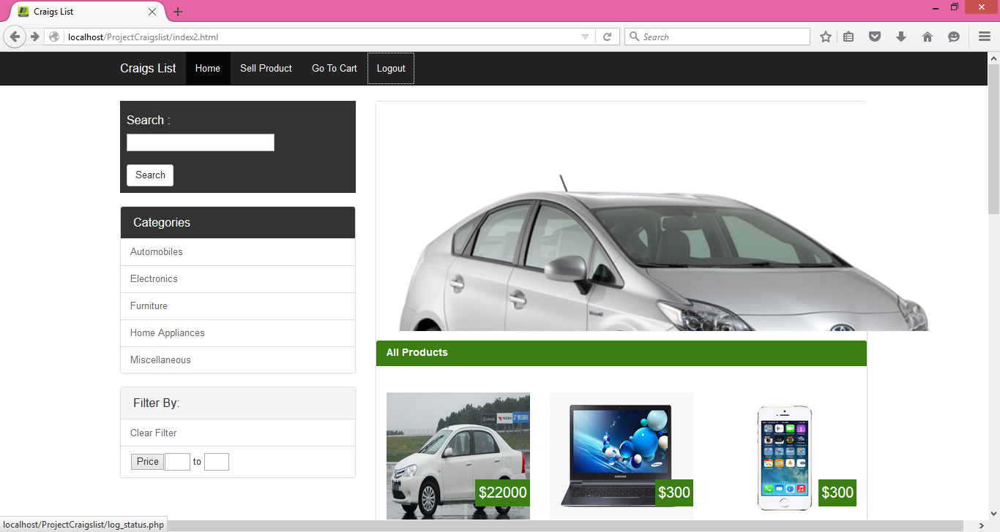 Craigs List
localhost/ProjectCraigslist/index2.html
Search
Craigs List Home Sell Product Go To Cart Logout
Search :
Search
Categories
Automobiles
Electronics
Furniture
Home Appliances
Miscellaneous
Filter By:
Clear Filter
Price to
All Products
$22000
SAMSUNG
$300
$300
localhost/ProjectCraigslist/log_status.php